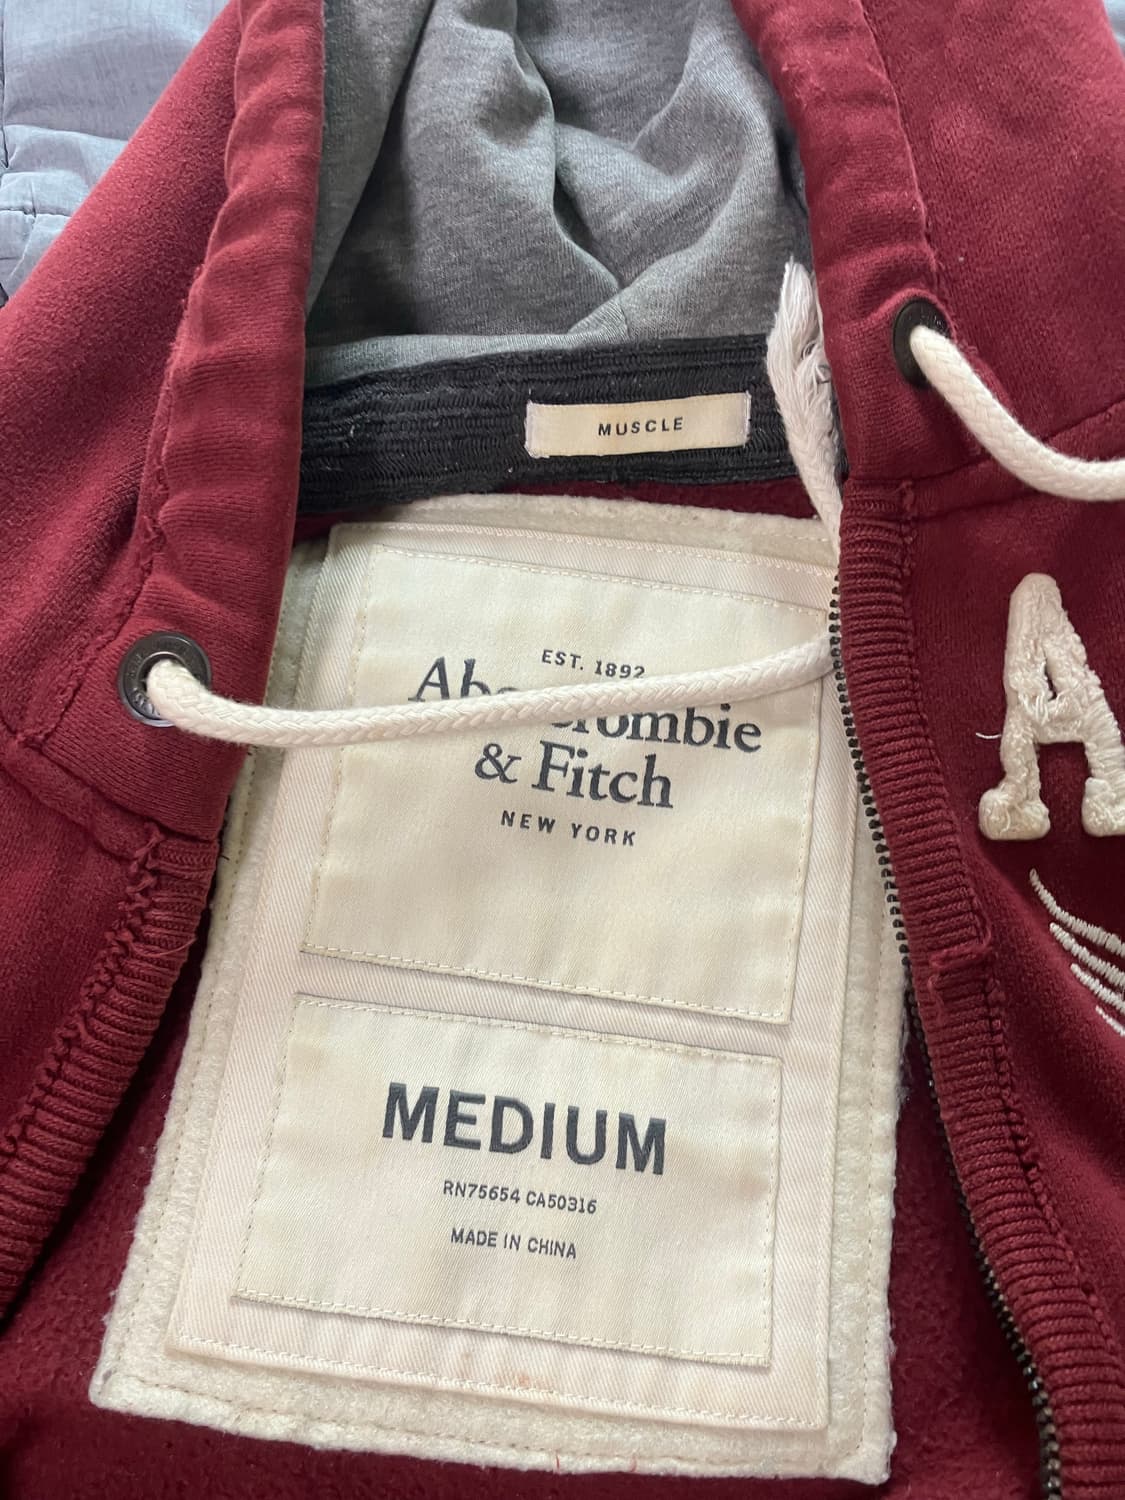 MUSCLE
EST. 1892
Abercrombie
& Fitch
NEW YORK
A
MEDIUM
RN75654 CA50316
MADE IN CHINA